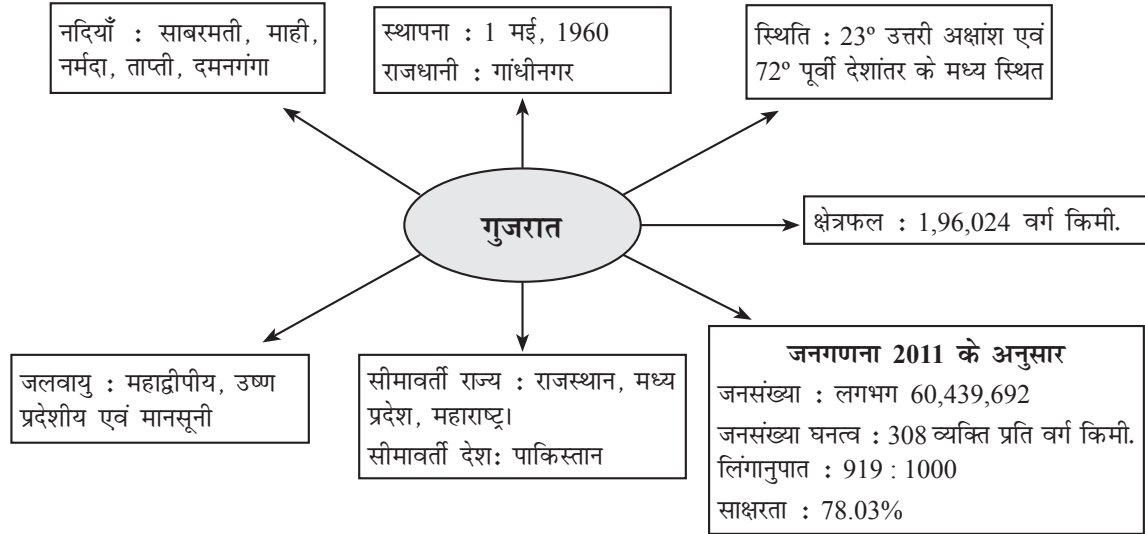 नदियाँ : साबरमती, माही,
नर्मदा, ताप्ती, दमनगंगा
स्थापना : 1 मई, 1960
राजधानी : गांधीनगर
स्थिति : 23º उत्तरी अक्षांश एवं
72º पूर्वी देशांतर के मध्य स्थित
गुजरात
क्षेत्रफल : 1,96,024 वर्ग किमी.
जलवायु : महाद्वीपीय, उष्ण
प्रदेशीय एवं मानसूनी
सीमावर्ती राज्य : राजस्थान, मध्य
प्रदेश, महाराष्ट्र।
सीमावर्ती देश: पाकिस्तान
जनगणना 2011 के अनुसार
जनसंख्या : लगभग 60,439,692
जनसंख्या घनत्व : 308 व्यक्ति प्रति वर्ग किमी.
लिंगानुपात : 919 : 1000
साक्षरता : 78.03%